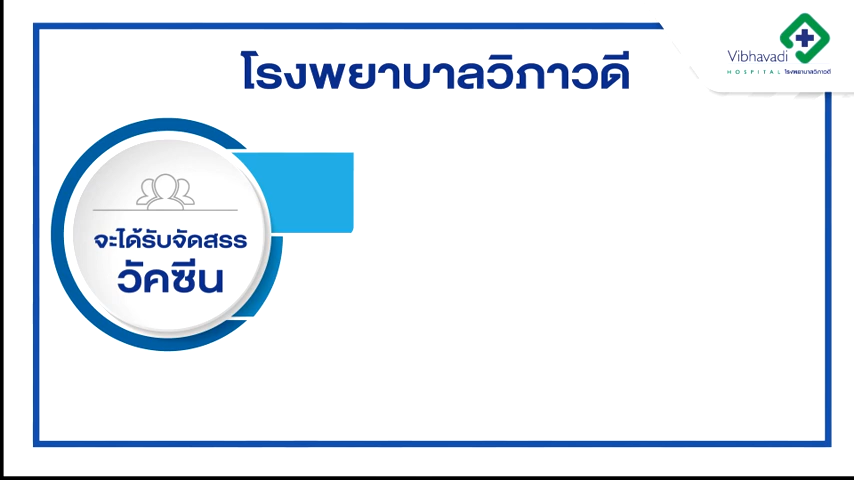 โรงพยาบาลวิภาวดี
Vibhavadi
HOSPITAL โรงพยาบาลวิภาวดี
จะได้รับจัดสรร
วัคซีน